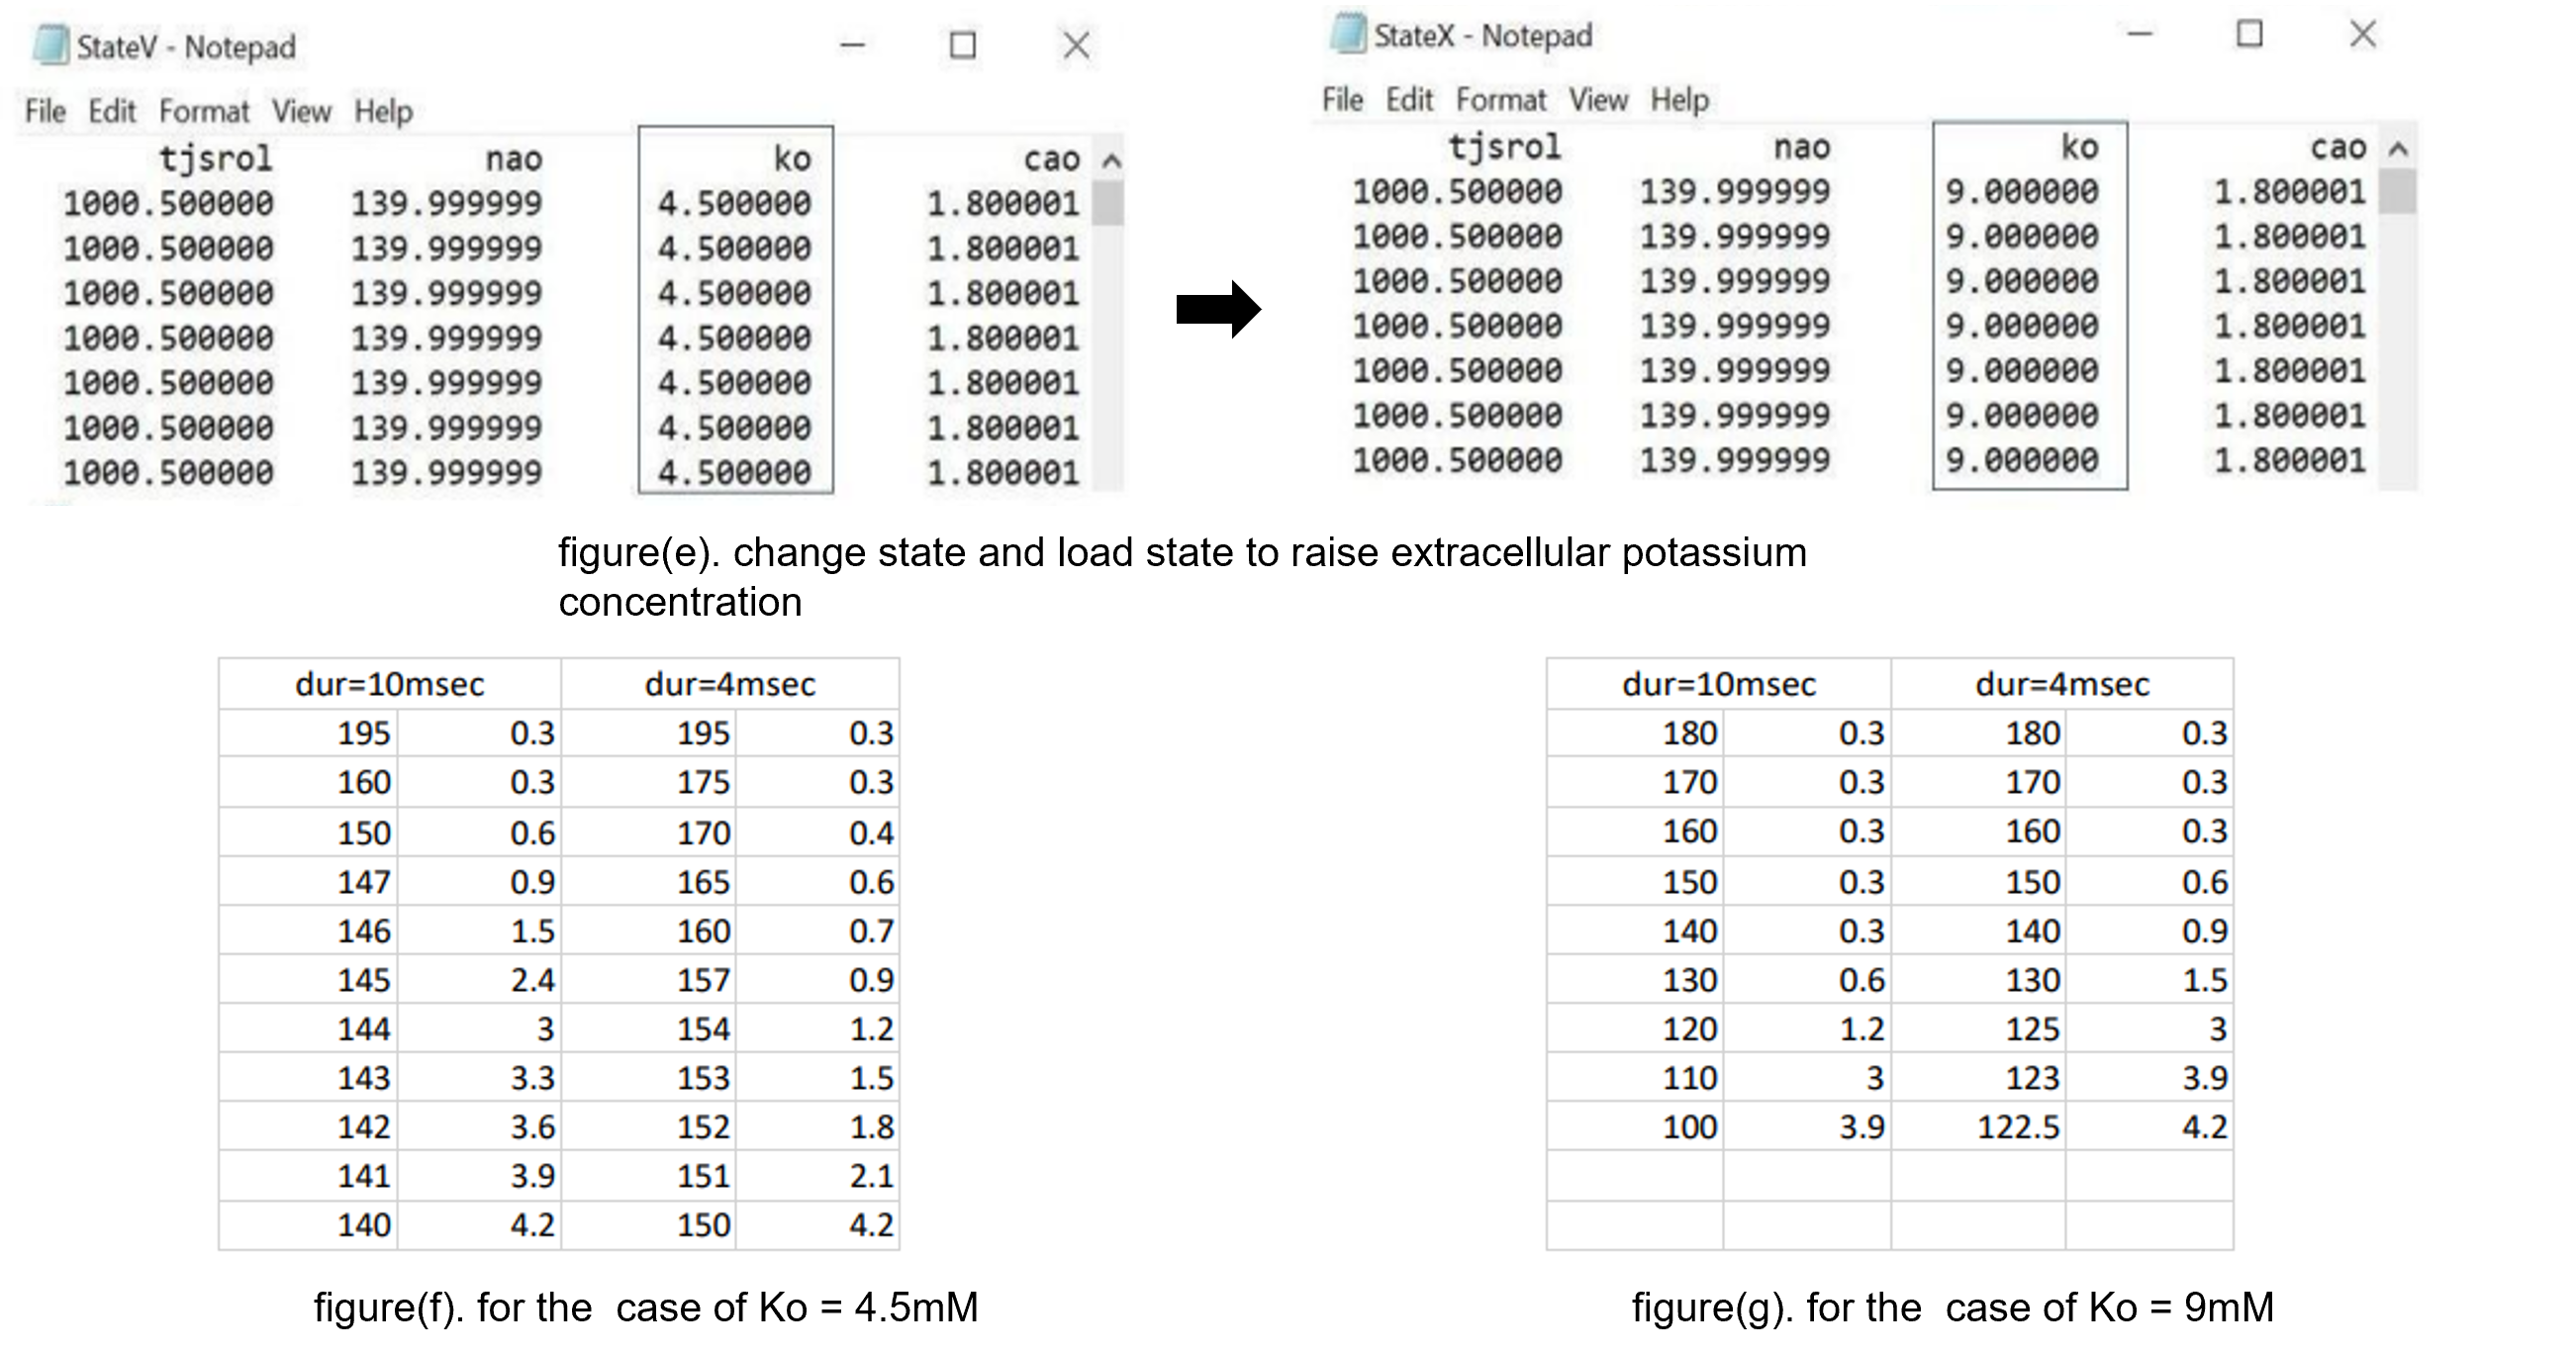 StateV - Notepad
File Edit Format View Help
tjsrol nao ko cao
1000.500000 139.999999 4.500000 1.800001
1000.500000 139.999999 4.500000 1.800001
1000.500000 139.999999 4.500000 1.800001
1000.500000 139.999999 4.500000 1.800001
1000.500000 139.999999 4.500000 1.800001
1000.500000 139.999999 4.500000 1.800001
1000.500000 139.999999 4.500000 1.800001
StateX - Notepad
File Edit Format View Help
tjsrol nao ko cao
1000.500000 139.999999 9.000000 1.800001
1000.500000 139.999999 9.000000 1.800001
1000.500000 139.999999 9.000000 1.800001
1000.500000 139.999999 9.000000 1.800001
1000.500000 139.999999 9.000000 1.800001
1000.500000 139.999999 9.000000 1.800001
1000.500000 139.999999 9.000000 1.800001
figure(e). change state and load state to raise extracellular potassium
concentration
dur=10msec dur=4msec
195 0.3 195 0.3
160 0.3 175 0.3
150 0.6 170 0.4
147 0.9 165 0.6
146 1.5 160 0.7
145 2.4 157 0.9
144 3 154 1.2
143 3.3 153 1.5
142 3.6 152 1.8
141 3.9 151 2.1
140 4.2 150 4.2
figure(f). for the case of Ko = 4.5mM
dur=10msec dur=4msec
180 0.3 180 0.3
170 0.3 170 0.3
160 0.3 160 0.3
150 0.3 150 0.6
140 0.3 140 0.9
130 0.6 130 1.5
120 1.2 125 3
110 3 123 3.9
100 3.9 122.5 4.2
figure(g). for the case of Ko = 9mM